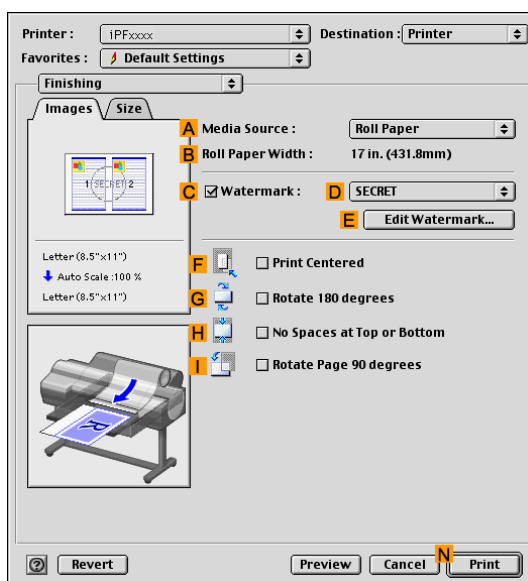 Printer : iPFxxxx Destination : Printer
Favorites : Default Settings
Finishing
Images Size
A Media Source : Roll Paper
B Roll Paper Width : 17 in. (431.8mm)
1 SECRET 2
C Watermark : D SECRET
E Edit Watermark...
Letter (8.5"x11")
Auto Scale :100 %
Letter (8.5"x11")
F Print Centered
G Rotate 180 degrees
H No Spaces at Top or Bottom
I Rotate Page 90 degrees
R
N
? Revert Preview Cancel Print